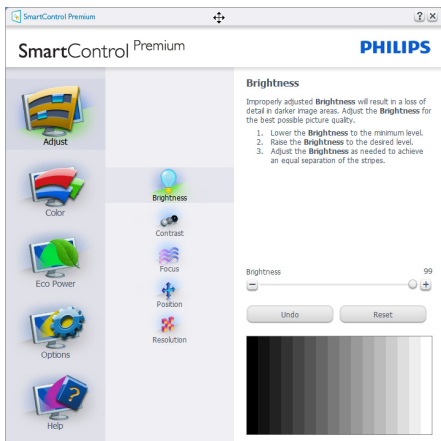 SmartControl Premium
SmartControl Premium
PHILIPS
Adjust
Color
Eco Power
Options
Help
Brightness
Contrast
Focus
Position
Resolution
Brightness
Improperly adjusted Brightness will result in a loss of
detail in darker image areas. Adjust the Brightness for
the best possible picture quality.
1. Lower the Brightness to the minimum level.
2. Raise the Brightness to the desired level.
3. Adjust the Brightness as needed to achieve
an equal separation of the stripes.
Brightness 99
Undo Reset